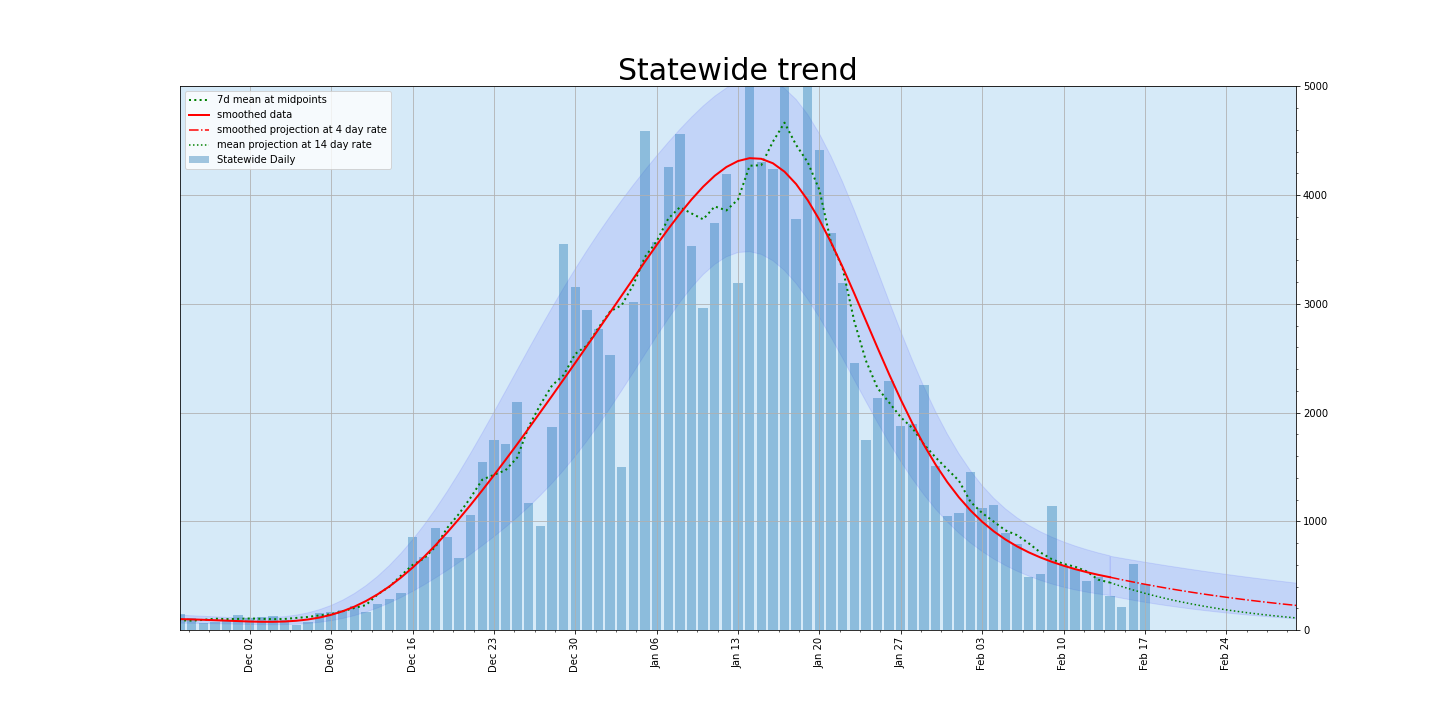 Statewide trend
7d mean at midpoints
smoothed data
smoothed projection at 4 day rate
mean projection at 14 day rate
Statewide Daily
5000
4000
3000
2000
1000
0
Dec 02
Dec 09
Dec 16
Dec 23
Dec 30
Jan 06
Jan 13
Jan 20
Jan 27
Feb 03
Feb 10
Feb 17
Feb 24